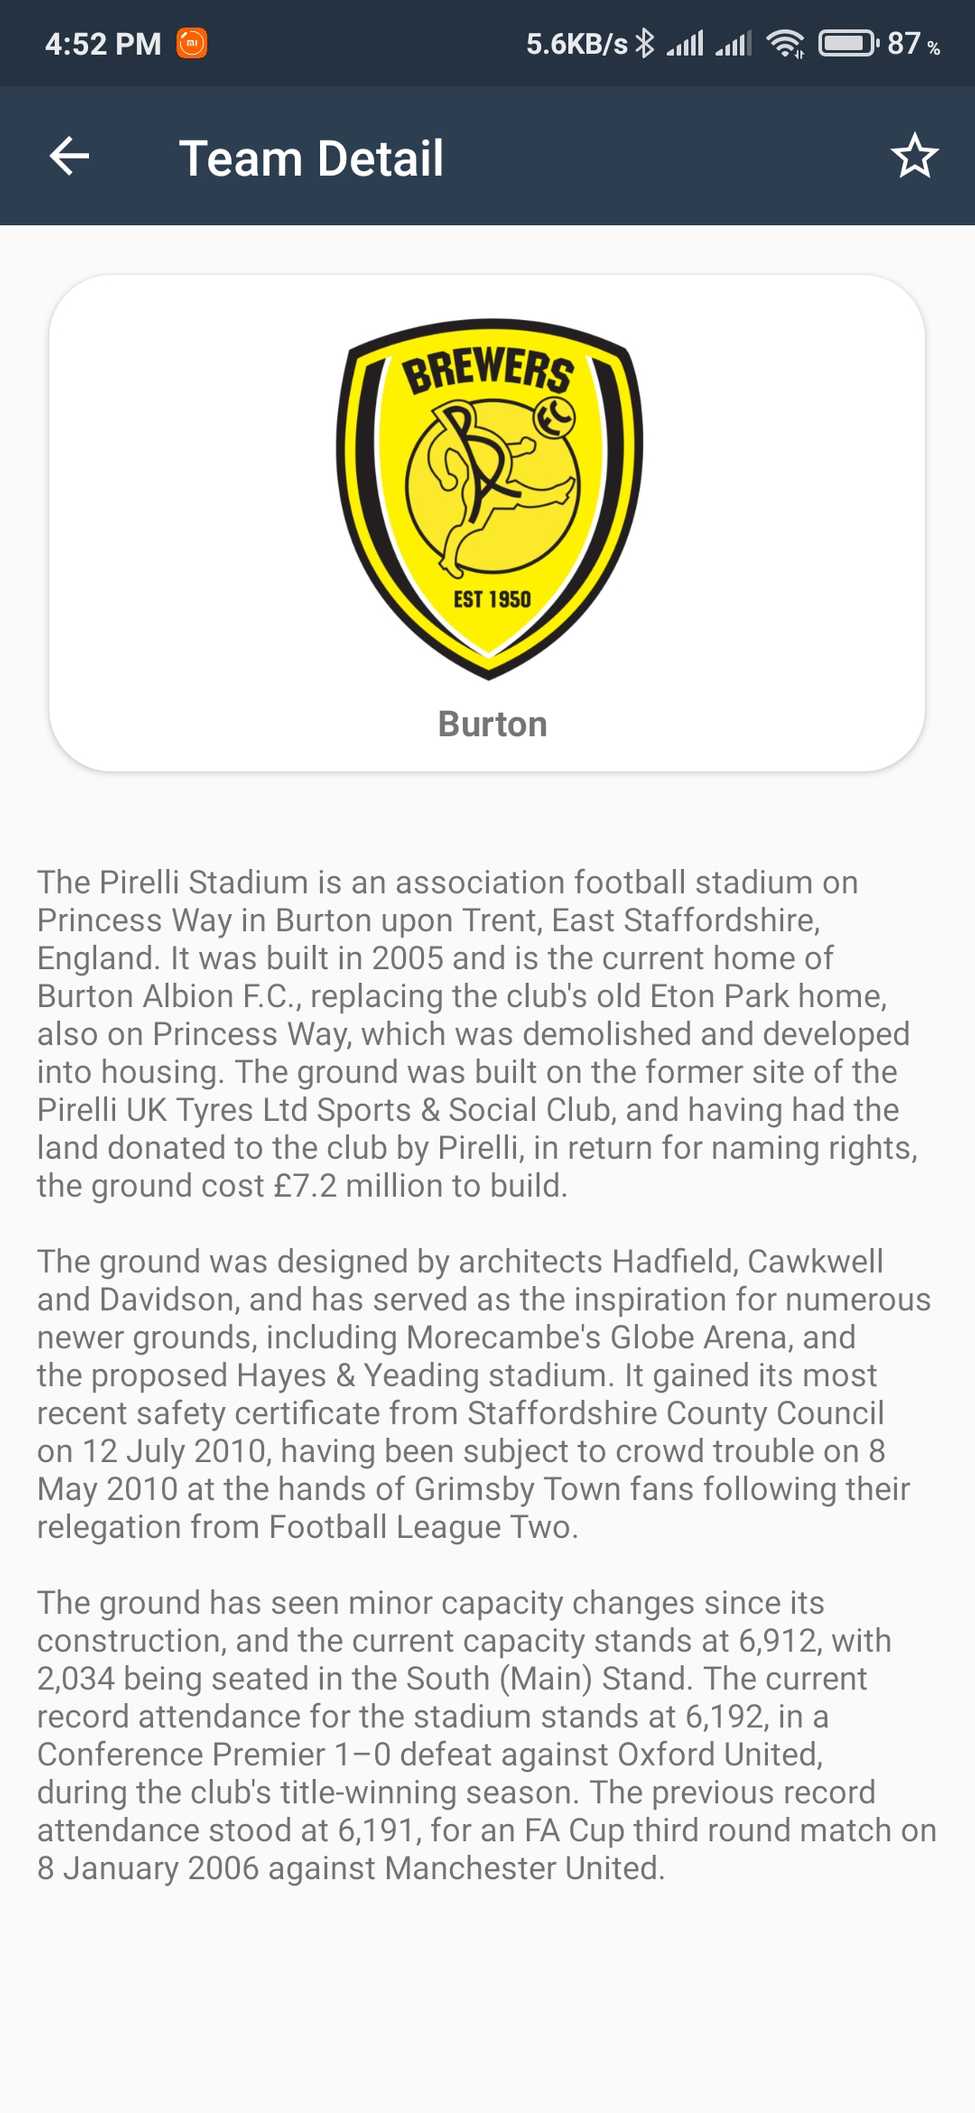 4:52 PM 5.6KB/s 87 %
Team Detail
BREWERS
FC
BA
EST 1950
Burton
The Pirelli Stadium is an association football stadium on
Princess Way in Burton upon Trent, East Staffordshire,
England. It was built in 2005 and is the current home of
Burton Albion F.C., replacing the club's old Eton Park home,
also on Princess Way, which was demolished and developed
into housing. The ground was built on the former site of the
Pirelli UK Tyres Ltd Sports & Social Club, and having had the
land donated to the club by Pirelli, in return for naming rights,
the ground cost £7.2 million to build.
The ground was designed by architects Hadfield, Cawkwell
and Davidson, and has served as the inspiration for numerous
newer grounds, including Morecambe's Globe Arena, and
the proposed Hayes & Yeading stadium. It gained its most
recent safety certificate from Staffordshire County Council
on 12 July 2010, having been subject to crowd trouble on 8
May 2010 at the hands of Grimsby Town fans following their
relegation from Football League Two.
The ground has seen minor capacity changes since its
construction, and the current capacity stands at 6,912, with
2,034 being seated in the South (Main) Stand. The current
record attendance for the stadium stands at 6,192, in a
Conference Premier 1–0 defeat against Oxford United,
during the club's title-winning season. The previous record
attendance stood at 6,191, for an FA Cup third round match on
8 January 2006 against Manchester United.